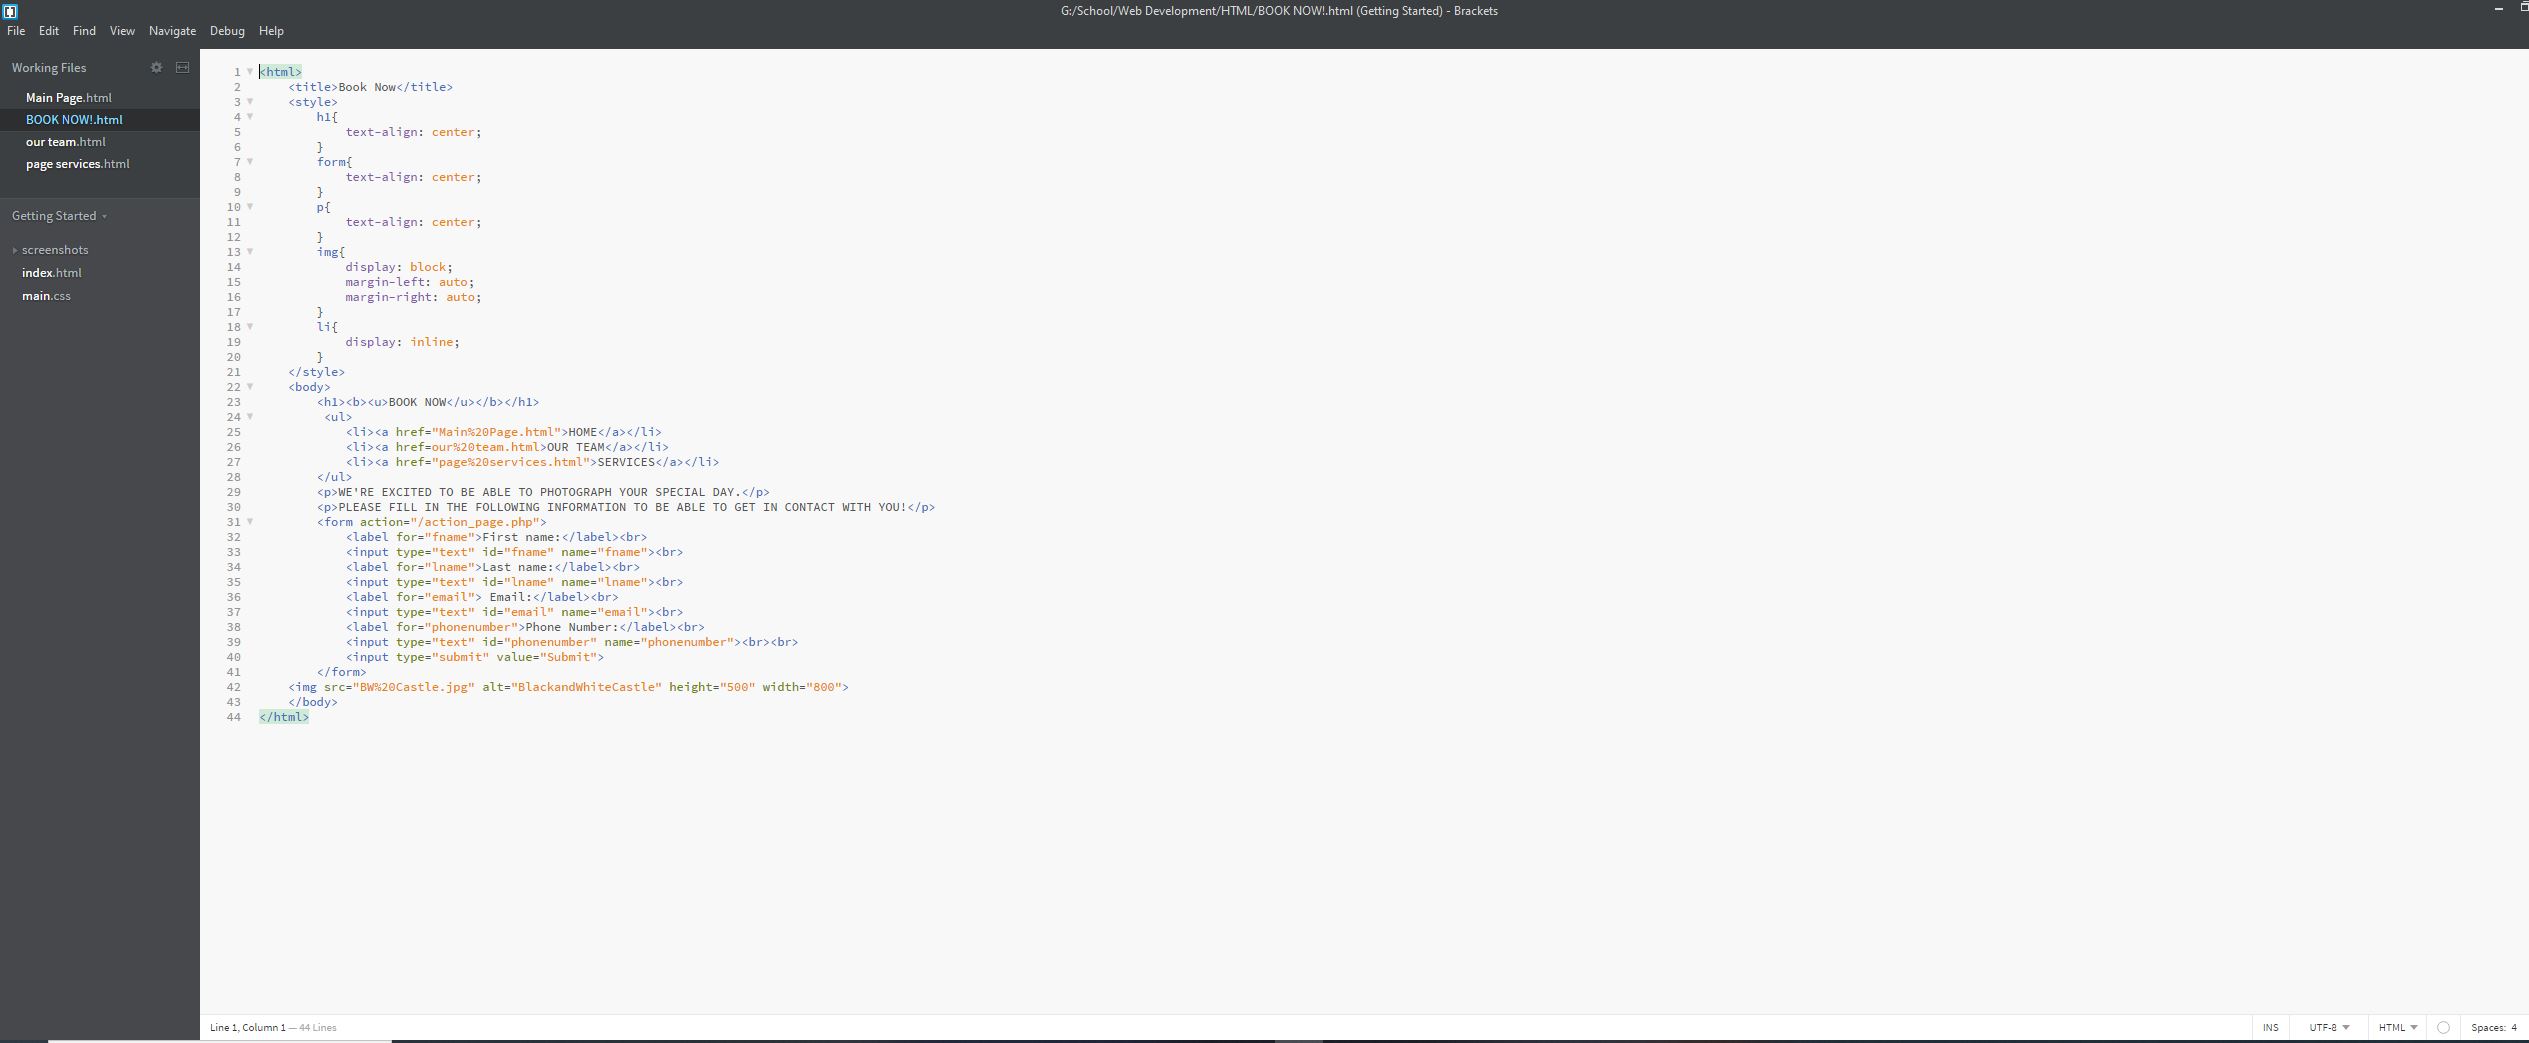 G:/School/Web Development/HTML/BOOK NOW!.html (Getting Started) - Brackets
File Edit Find View Navigate Debug Help
Working Files
Main Page.html
BOOK NOW!.html
our team.html
page services.html
Getting Started
screenshots
index.html
main.css
1 <html>
2 <title>Book Now</title>
3 <style>
4 h1{
5 text-align: center;
6 }
7 form{
8 text-align: center;
9 }
10 p{
11 text-align: center;
12 }
13 img{
14 display: block;
15 margin-left: auto;
16 margin-right: auto;
17 }
18 li{
19 display: inline;
20 }
21 </style>
22 <body>
23 <h1><b><u>BOOK NOW</u></b></h1>
24 <ul>
25 <li><a href="Main%20Page.html">HOME</a></li>
26 <li><a href=our%20team.html>OUR TEAM</a></li>
27 <li><a href="page%20services.html">SERVICES</a></li>
28 </ul>
29 <p>WE'RE EXCITED TO BE ABLE TO PHOTOGRAPH YOUR SPECIAL DAY.</p>
30 <p>PLEASE FILL IN THE FOLLOWING INFORMATION TO BE ABLE TO GET IN CONTACT WITH YOU!</p>
31 <form action="/action_page.php">
32 <label for="fname">First name:</label><br>
33 <input type="text" id="fname" name="fname"><br>
34 <label for="lname">Last name:</label><br>
35 <input type="text" id="lname" name="lname"><br>
36 <label for="email"> Email:</label><br>
37 <input type="text" id="email" name="email"><br>
38 <label for="phonenumber">Phone Number:</label><br>
39 <input type="text" id="phonenumber" name="phonenumber"><br><br>
40 <input type="submit" value="Submit">
41 </form>
42 <img src="BW%20Castle.jpg" alt="BlackandWhiteCastle" height="500" width="800">
43 </body>
44 </html>
Line 1, Column 1 — 44 Lines
INS UTF-8 HTML Spaces: 4